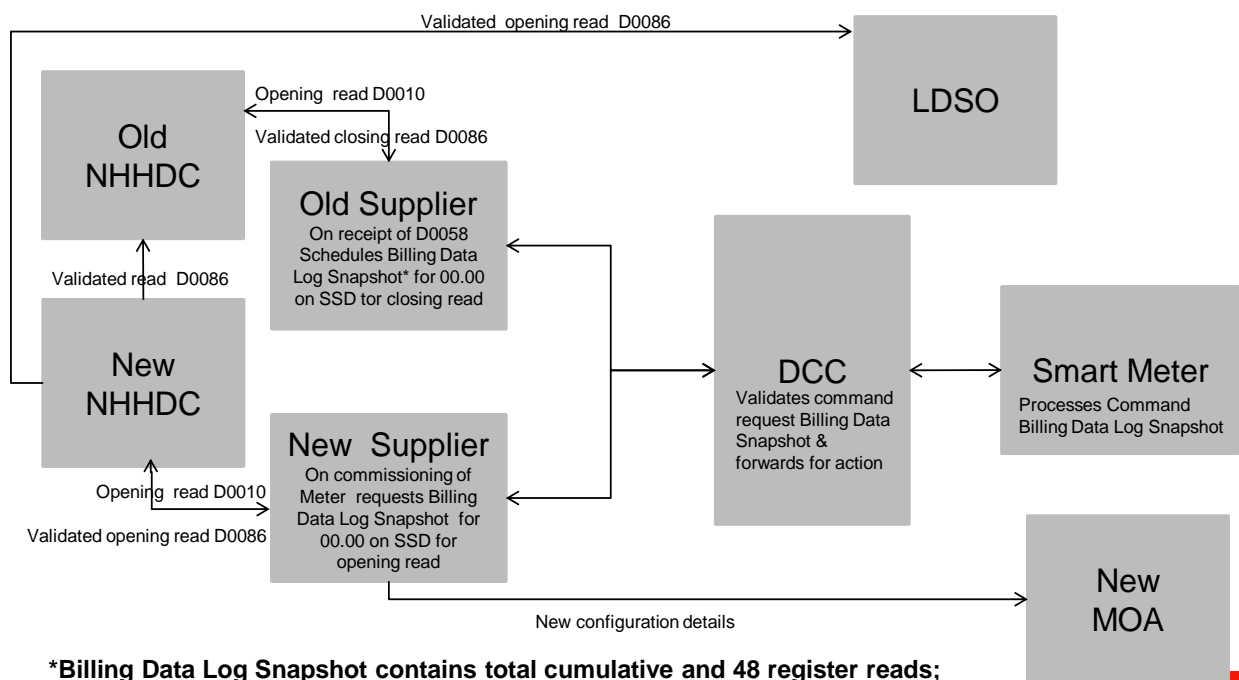 Validated opening read D0086
LDSO
Old
NHHDC
Opening read D0010
Validated closing read D0086
Old Supplier
On receipt of D0058
Schedules Billing Data
Log Snapshot* for 00.00
on SSD tor closing read
Validated read D0086
New
NHHDC
DCC
Validates command
request Billing Data
Snapshot &
forwards for action
Smart Meter
Processes Command
Billing Data Log Snapshot
New Supplier
On commissioning of
Meter requests Billing
Data Log Snapshot for
00.00 on SSD for
opening read
Opening read D0010
Validated opening read D0086
New configuration details
New
MOA
*Billing Data Log Snapshot contains total cumulative and 48 register reads;